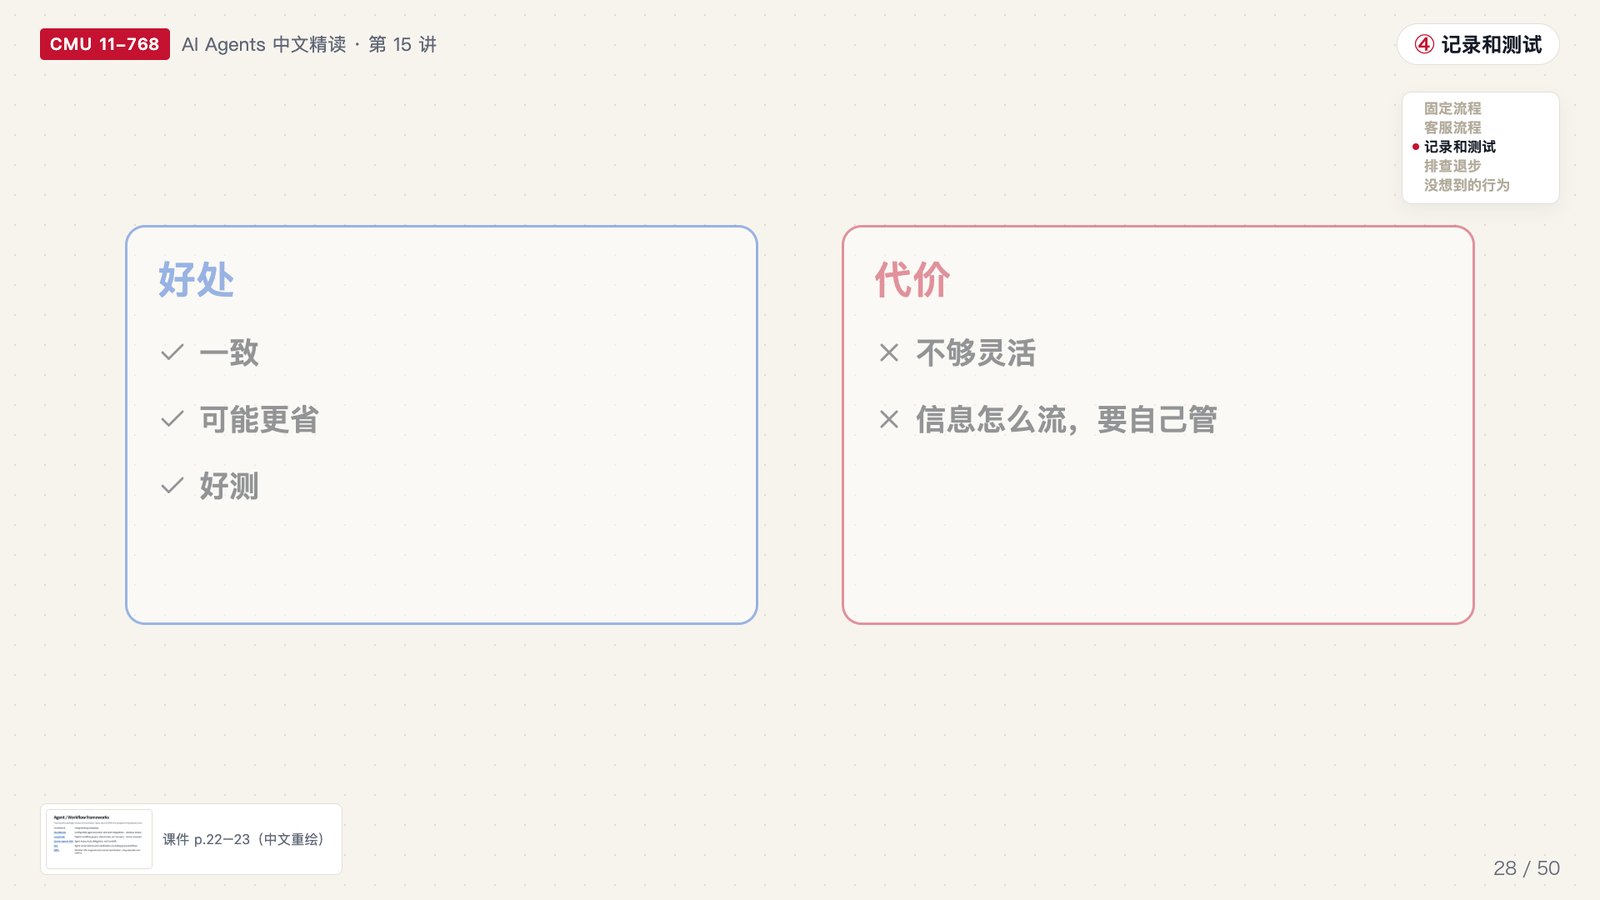 CMU 11-768 AI Agents 中文精读 · 第 15 讲
④ 记录和测试
固定流程
客服流程
记录和测试
排查退步
没想到的行为
好处
✓ 一致
✓ 可能更省
✓ 好测
代价
× 不够灵活
× 信息怎么流，要自己管
Agent / Workflow frameworks
课件 p.22–23（中文重绘）
28 / 50